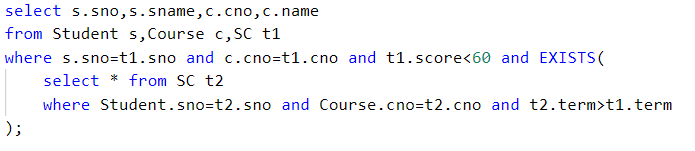 select s.sno,s.sname,c.cno,c.name
from Student s,Course c,SC t1
where s.sno=t1.sno and c.cno=t1.cno and t1.score<60 and EXISTS(
    select * from SC t2
    where Student.sno=t2.sno and Course.cno=t2.cno and t2.term>t1.term
);